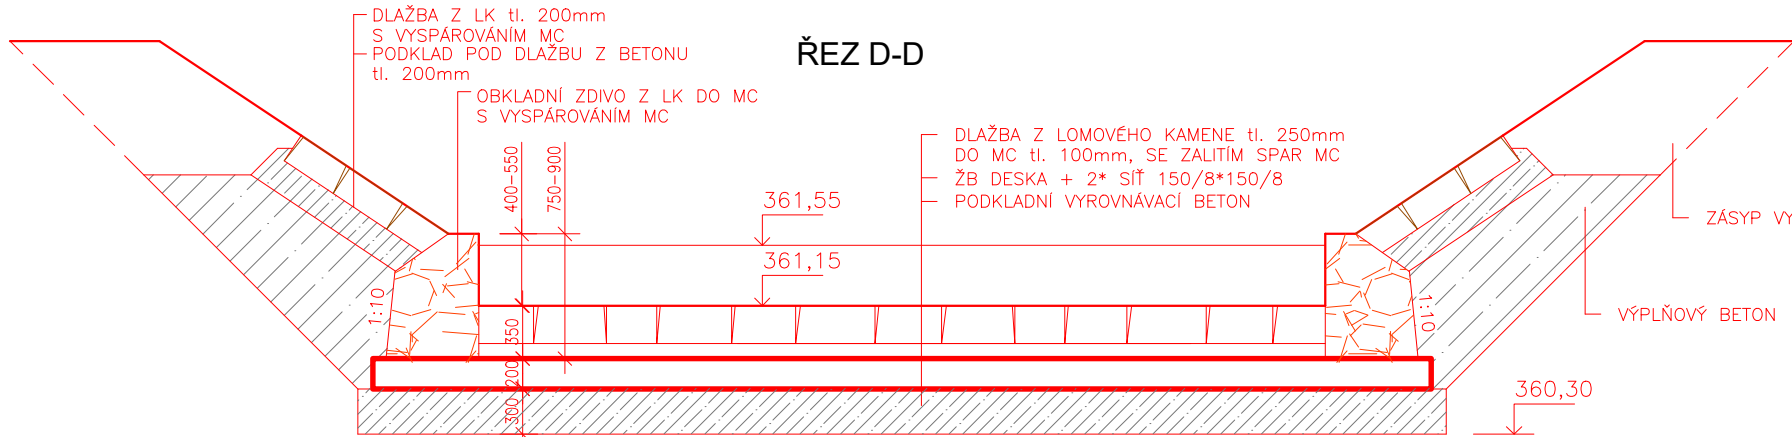 DLAŽBA Z LK tl. 200mm
S VYSPÁROVÁNÍM MC
PODKLAD POD DLAŽBU Z BETONU
tl. 200mm
ŘEZ D-D
OBKLADNÍ ZDIVO Z LK DO MC
S VYSPÁROVÁNÍM MC
DLAŽBA Z LOMOVÉHO KAMENE tl. 250mm
DO MC tl. 100mm, SE ZALITÍM SPAR MC
ŽB DESKA + 2* SÍŤ 150/8*150/8
PODKLADNÍ VYROVNÁVACÍ BETON
400-550
750-900
361,55
361,15
ZÁSYP VY
1:10
1:10
VÝPLŇOVÝ BETON
350
200
300
360,30